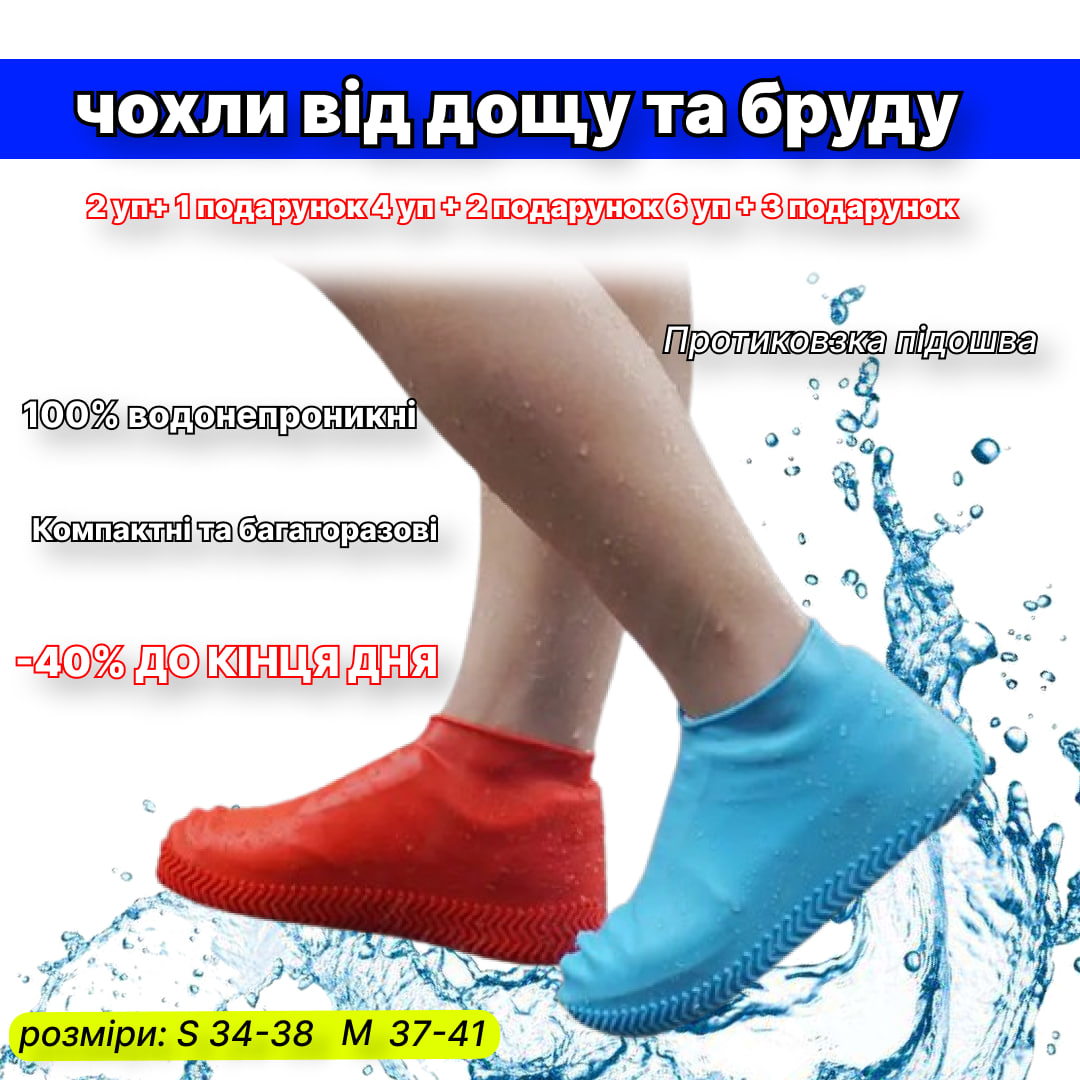 чохли від дощу та бруду
2 уп+ 1 подарунок 4 уп + 2 подарунок 6 уп + 3 подарунок
Протиковзка підошва
100% водонепроникні
Компактні та багаторазові
-40% ДО КІНЦЯ ДНЯ
розміри: S 34-38 M 37-41